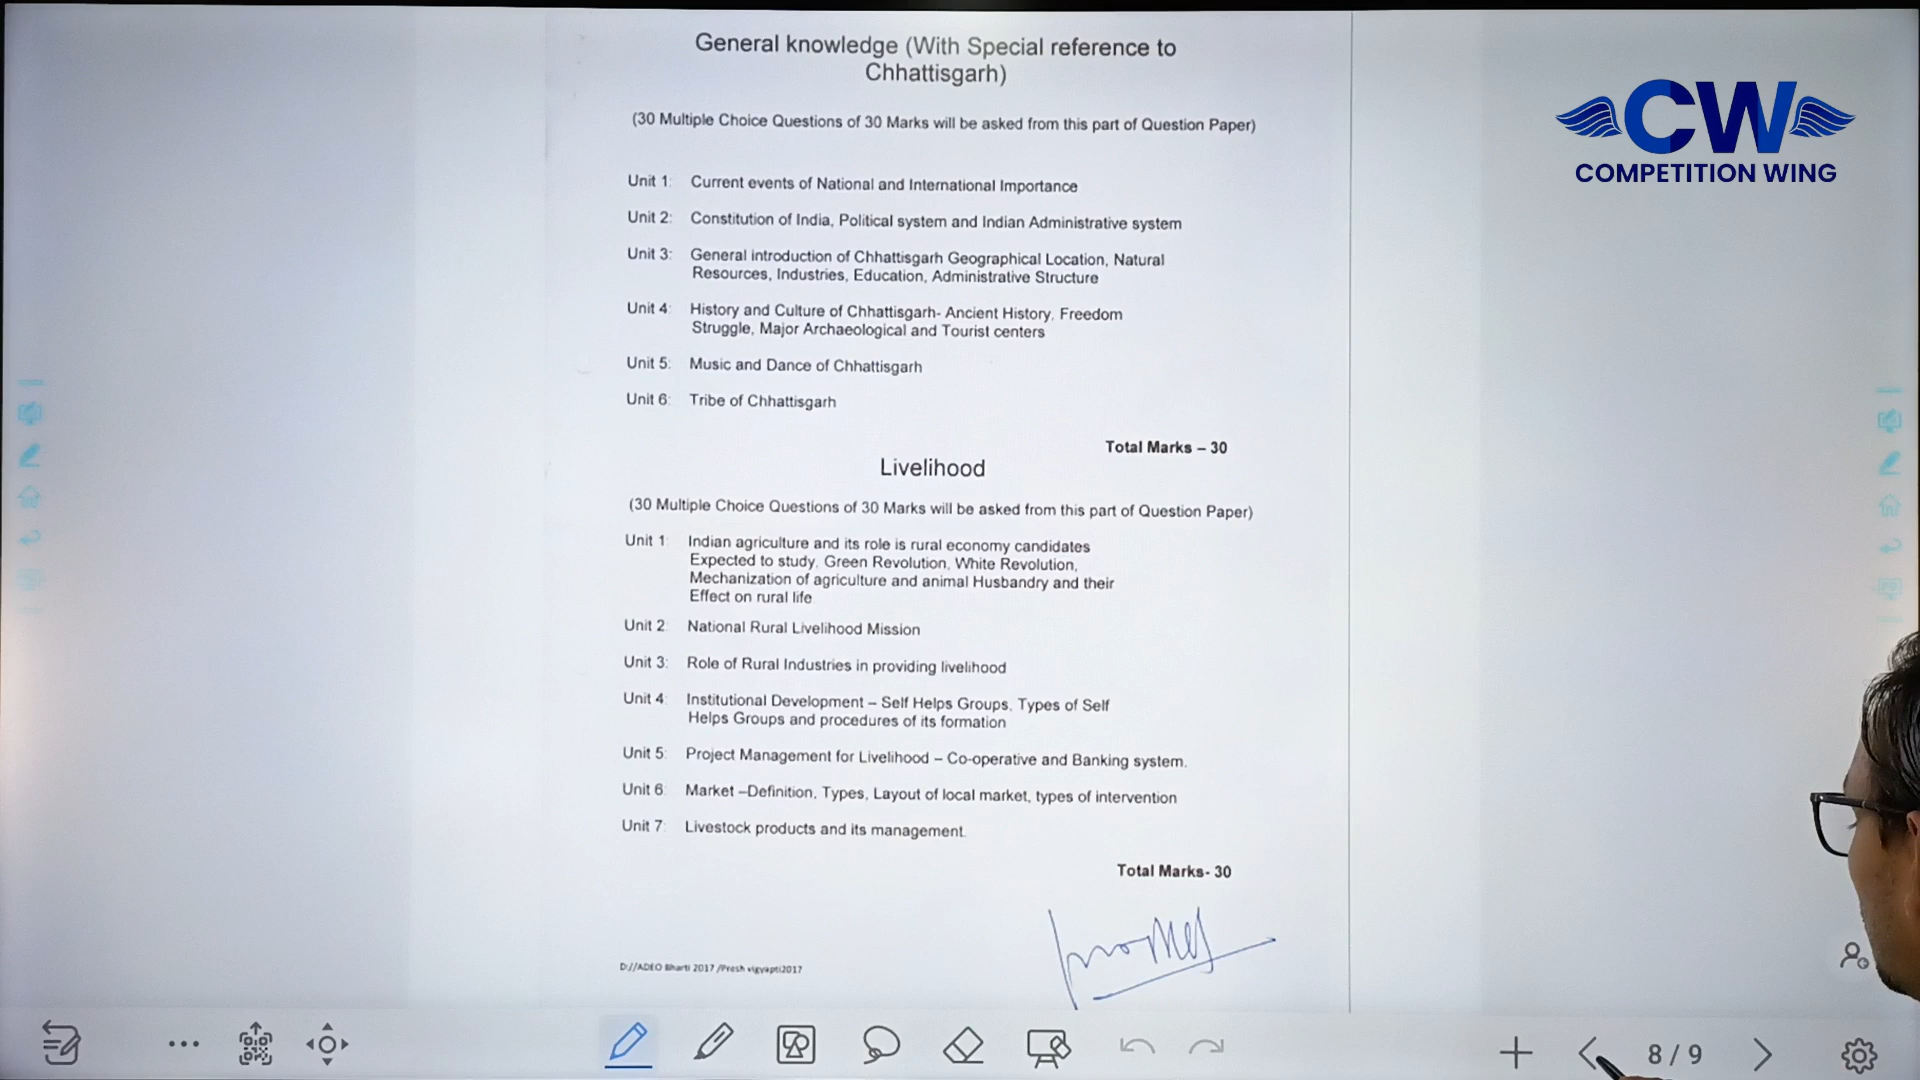 General knowledge (With Special reference to
Chhattisgarh)
(30 Multiple Choice Questions of 30 Marks will be asked from this part of Question Paper)
CW
COMPETITION WING
Unit 1: Current events of National and International Importance
Unit 2: Constitution of India, Political system and Indian Administrative system
Unit 3: General introduction of Chhattisgarh Geographical Location, Natural
Resources, Industries, Education, Administrative Structure
Unit 4: History and Culture of Chhattisgarh- Ancient History, Freedom
Struggle, Major Archaeological and Tourist centers
Unit 5: Music and Dance of Chhattisgarh
Unit 6: Tribe of Chhattisgarh
Total Marks – 30
Livelihood
(30 Multiple Choice Questions of 30 Marks will be asked from this part of Question Paper)
Unit 1: Indian agriculture and its role is rural economy candidates
Expected to study, Green Revolution, White Revolution,
Mechanization of agriculture and animal Husbandry and their
Effect on rural life
Unit 2: National Rural Livelihood Mission
Unit 3: Role of Rural Industries in providing livelihood
Unit 4: Institutional Development – Self Helps Groups, Types of Self
Helps Groups and procedures of its formation
Unit 5: Project Management for Livelihood – Co-operative and Banking system.
Unit 6: Market –Definition, Types, Layout of local market, types of intervention
Unit 7: Livestock products and its management.
Total Marks- 30
D://ADEO Bharti 2017 /Presh vigyapti2017
8 / 9